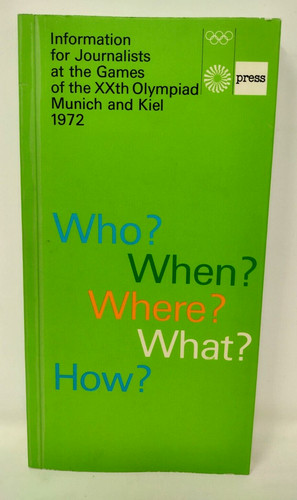 Information
for Journalists
at the Games
of the XXth Olympiad
Munich and Kiel
1972
press
Who?
When?
Where?
What?
How?